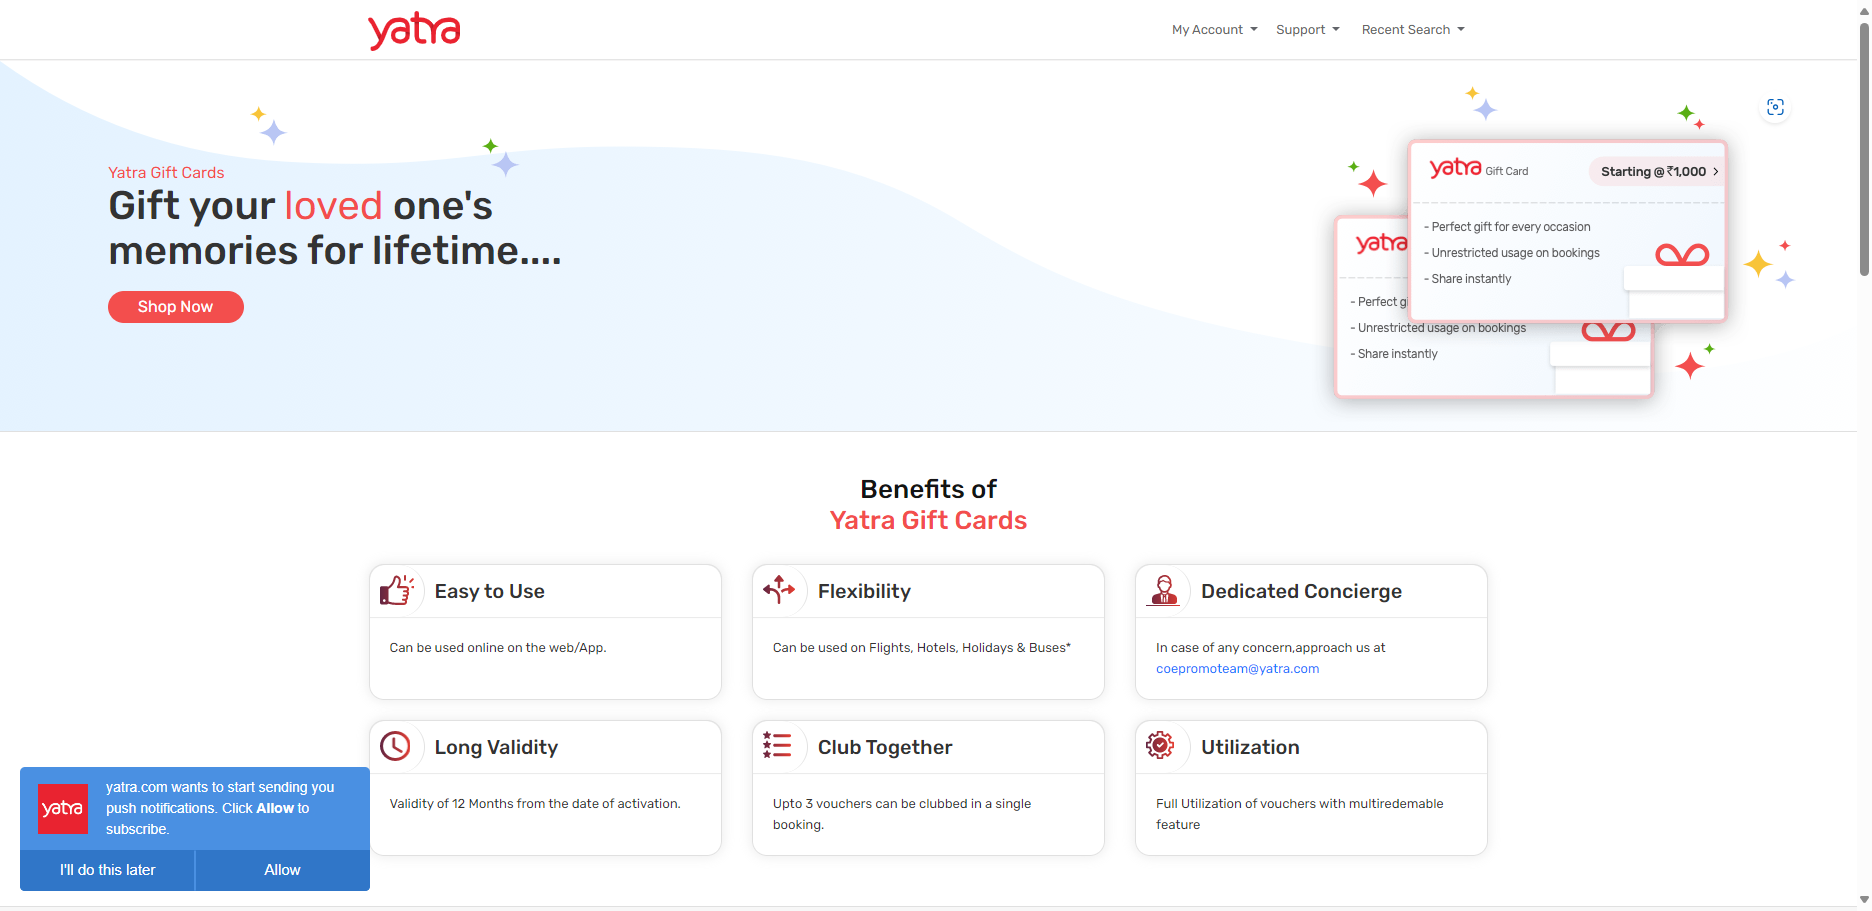 yatra
My Account
Support
Recent Search
Yatra Gift Cards
Gift your loved one's
memories for lifetime....
Shop Now
yatra Gift Card
Starting @ ₹1,000
- Perfect gift for every occasion
- Unrestricted usage on bookings
- Share instantly
yatra
- Perfect gi
- Unrestricted usage on bookings
- Share instantly
Benefits of
Yatra Gift Cards
Easy to Use
Can be used online on the web/App.
Flexibility
Can be used on Flights, Hotels, Holidays & Buses*
Dedicated Concierge
In case of any concern,approach us at
coepromoteam@yatra.com
Long Validity
Validity of 12 Months from the date of activation.
Club Together
Upto 3 vouchers can be clubbed in a single
booking.
Utilization
Full Utilization of vouchers with multiredemable
feature
yatra
yatra.com wants to start sending you
push notifications. Click Allow to
subscribe.
I'll do this later
Allow